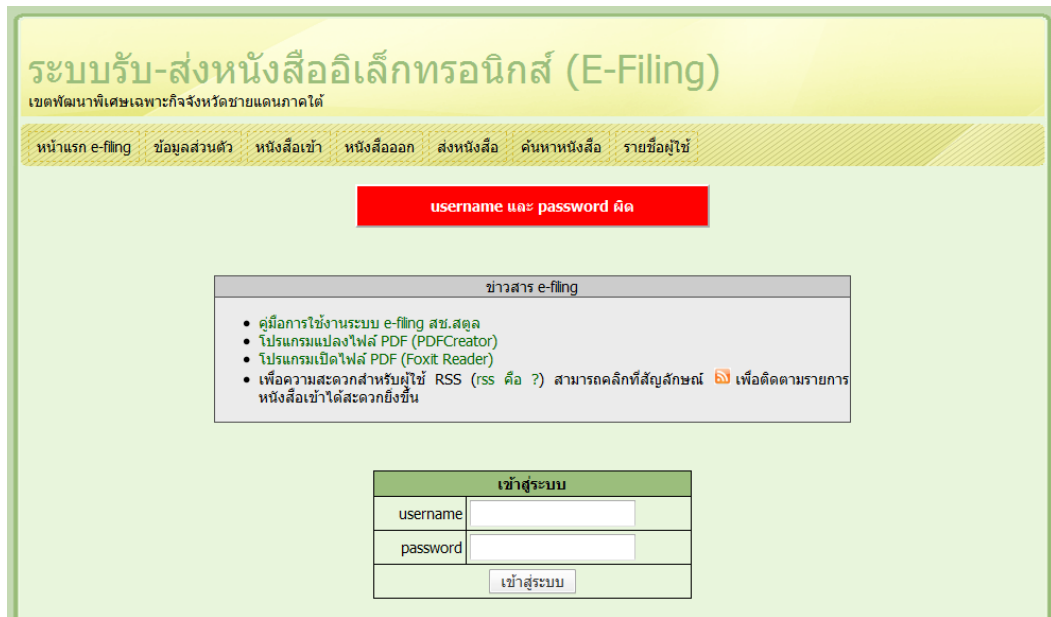 ระบบรับ-ส่งหนังสืออิเล็กทรอนิกส์ (E-Filing)
เขตพัฒนาพิเศษเฉพาะกิจจังหวัดชายแดนภาคใต้
หน้าแรก e-filing ข้อมูลส่วนตัว หนังสือเข้า หนังสือออก ส่งหนังสือ ค้นหาหนังสือ รายชื่อผู้ใช้
username และ password ผิด
ข่าวสาร e-filing
คู่มือการใช้งานระบบ e-filing สช.สตูล
โปรแกรมแปลงไฟล์ PDF (PDFCreator)
โปรแกรมเปิดไฟล์ PDF (Foxit Reader)
เพื่อความสะดวกสำหรับผู้ใช้ RSS (rss คือ ?) สามารถคลิกที่สัญลักษณ์ เพื่อติดตามรายการ
หนังสือเข้าได้สะดวกยิ่งขึ้น
เข้าสู่ระบบ
username
password
เข้าสู่ระบบ